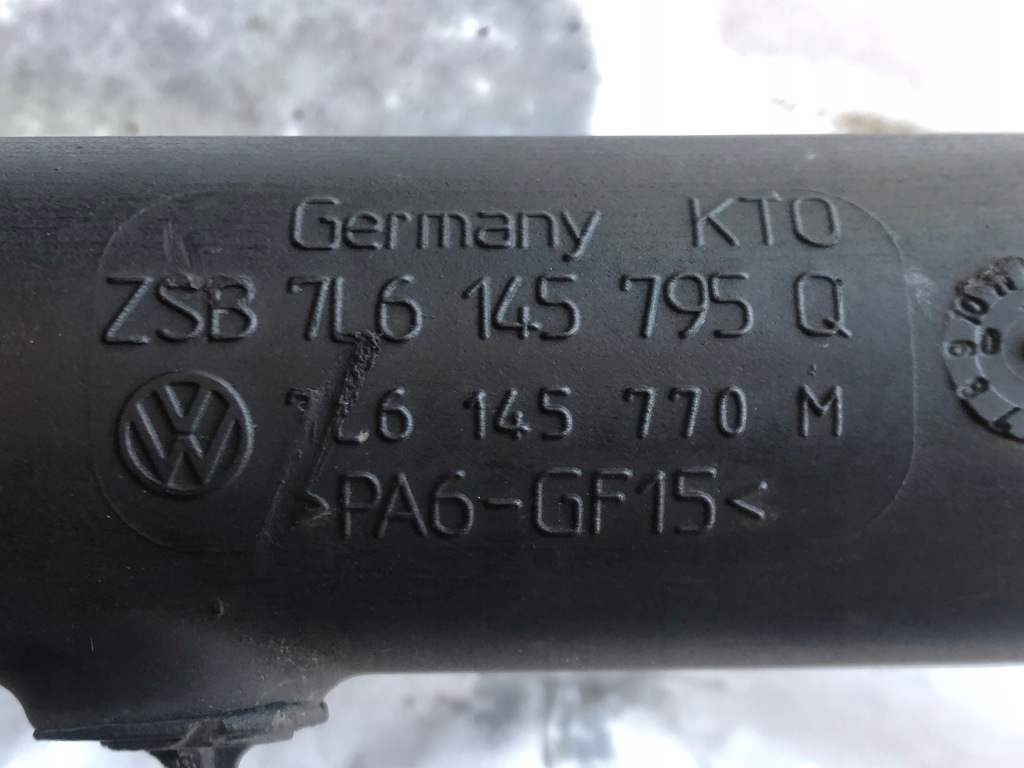 Germany KTO
ZSB 7L6 145 795 Q
7L6 145 770 M
>PA6-GF15<